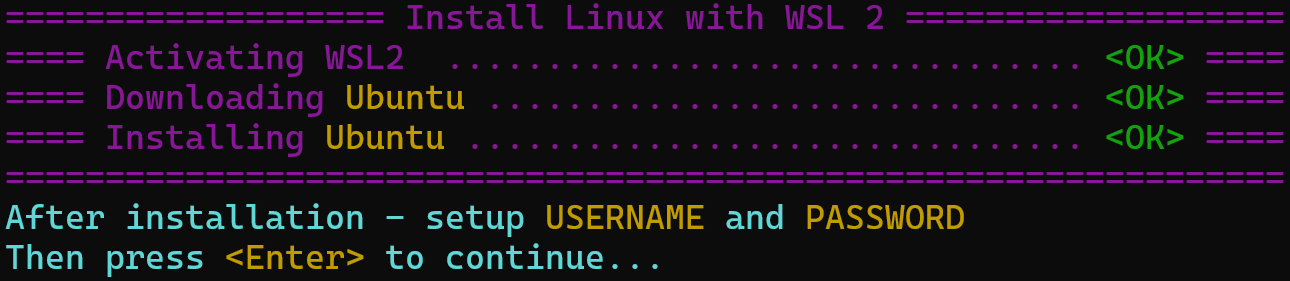 =================== Install Linux with WSL 2 ===================
==== Activating WSL2  ................................ <OK> ====
==== Downloading Ubuntu .............................. <OK> ====
==== Installing Ubuntu ............................... <OK> ====
================================================================
After installation - setup USERNAME and PASSWORD
Then press <Enter> to continue...